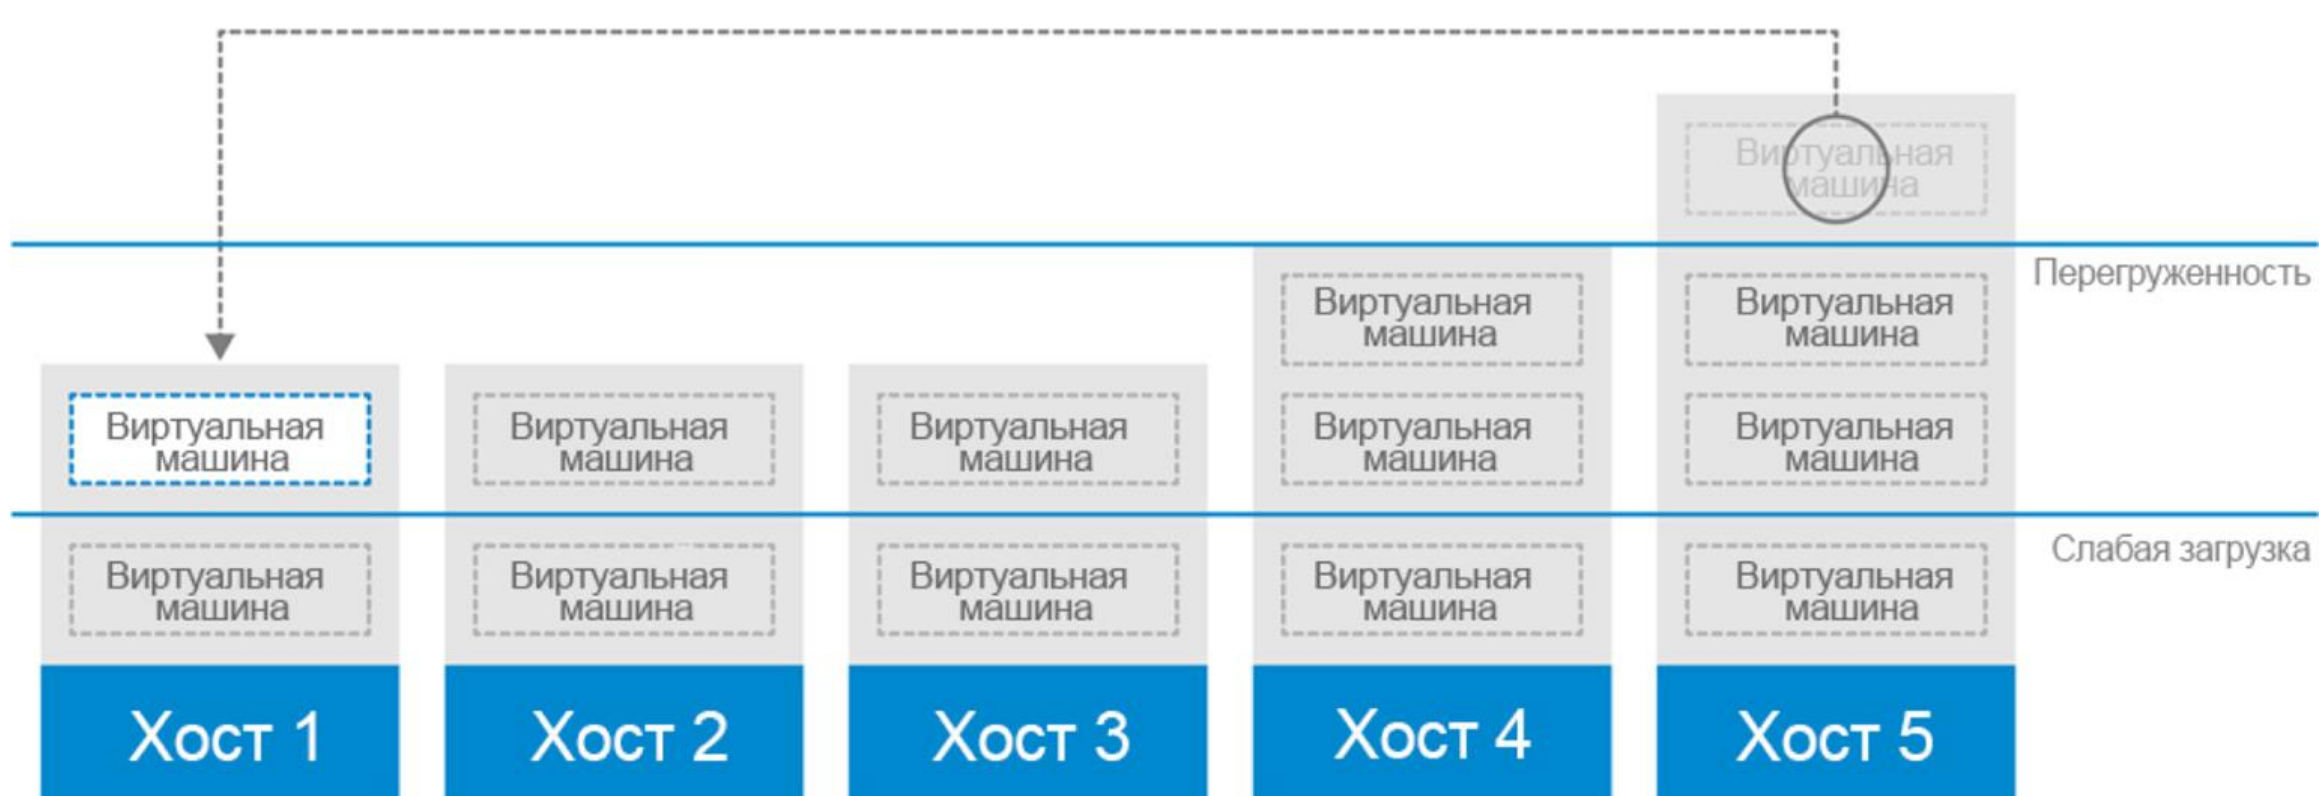 Виртуальная
машина
Перегруженность
Виртуальная
машина
Виртуальная
машина
Виртуальная
машина
Виртуальная
машина
Виртуальная
машина
Виртуальная
машина
Виртуальная
машина
Слабая загрузка
Виртуальная
машина
Виртуальная
машина
Виртуальная
машина
Виртуальная
машина
Виртуальная
машина
Хост 1
Хост 2
Хост 3
Хост 4
Хост 5